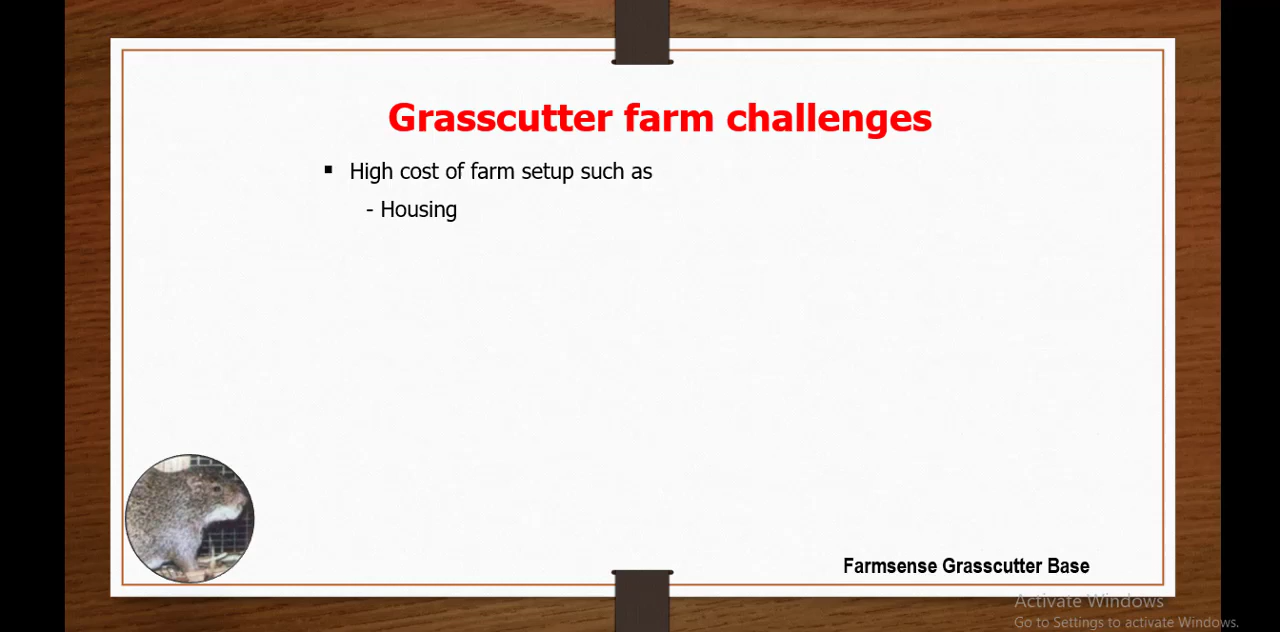 Grasscutter farm challenges
▪ High cost of farm setup such as
- Housing
Farmsense Grasscutter Base
Activate Windows
Go to Settings to activate Windows.